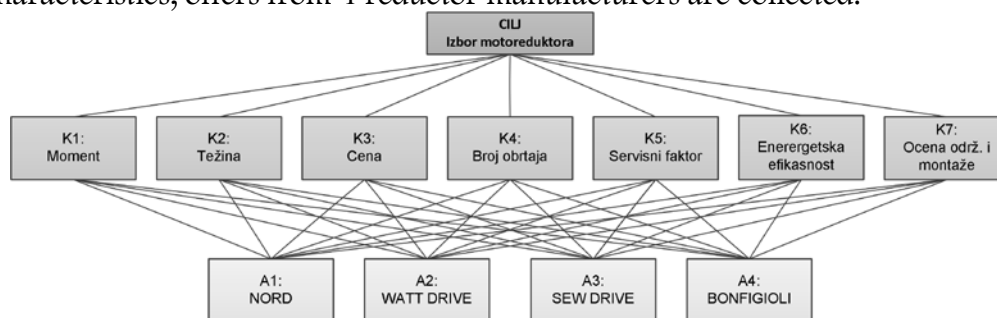 characteristics, offers from 4 reductor manufacturers are collected.
CILJ
Izbor motoreduktora
K1:
Moment
K2:
Težina
K3:
Cena
K4:
Broj obrtaja
K5:
Servisni faktor
K6:
Enerergetska
efikasnost
K7:
Ocena održ. i
montaže
A1:
NORD
A2:
WATT DRIVE
A3:
SEW DRIVE
A4:
BONFIGIOLI